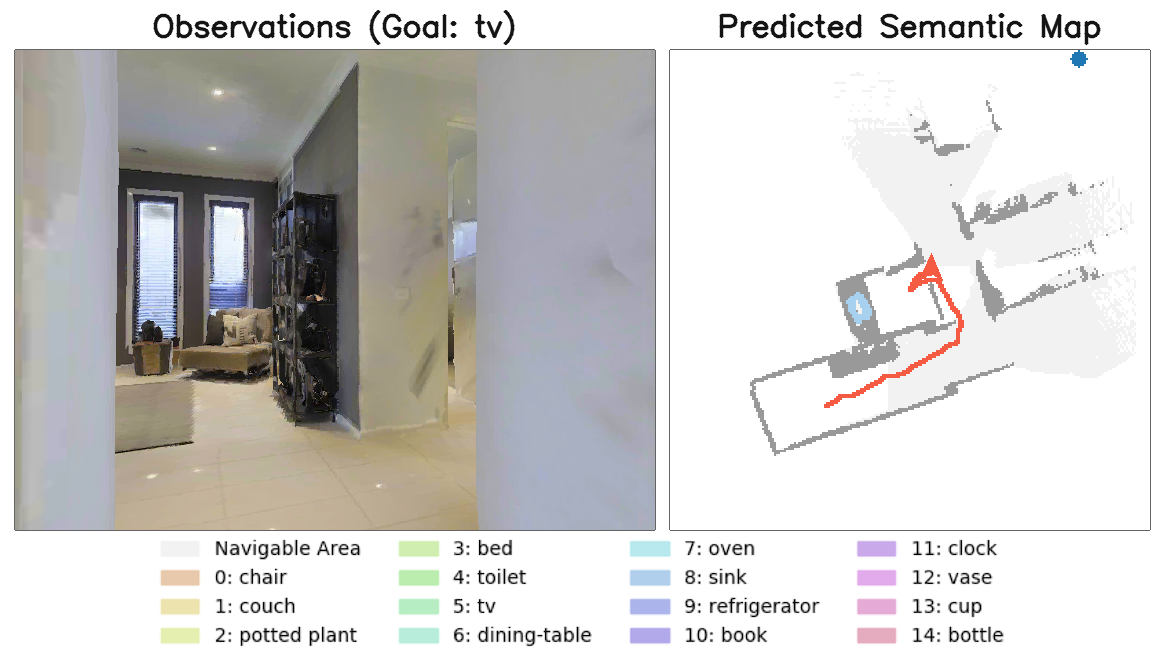 Observations (Goal: tv)
Predicted Semantic Map
Navigable Area
0: chair
1: couch
2: potted plant
3: bed
4: toilet
5: tv
6: dining-table
7: oven
8: sink
9: refrigerator
10: book
11: clock
12: vase
13: cup
14: bottle